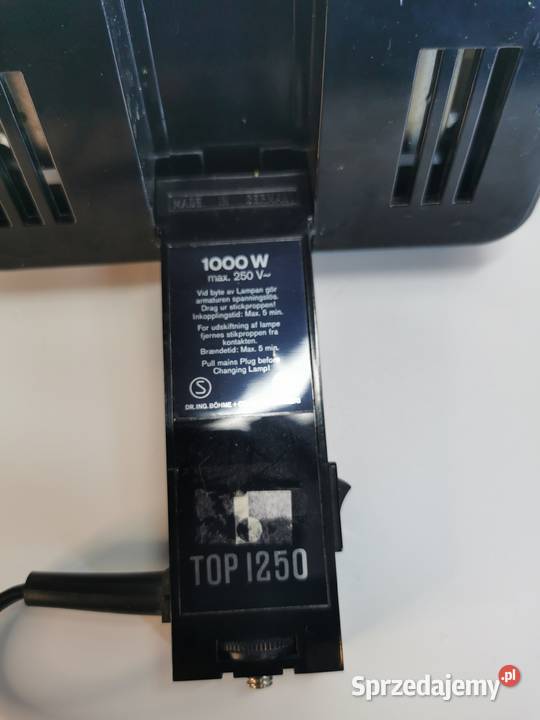 MADE IN GERMANY
1000 W
max. 250 V~
Vid byte av Lampan gör
armaturen spanningslös.
Drag ur stickproppen!
Inkopplingstid: Max. 5 min.
For udskiftning af lampe
fjernes stikproppen fra
kontakten.
Brændetid: Max. 5 min.
Pull mains Plug before
Changing Lamp!
S
DR. ING. BÖHME +
b
TOP 1250
Sprzedajemy.pl